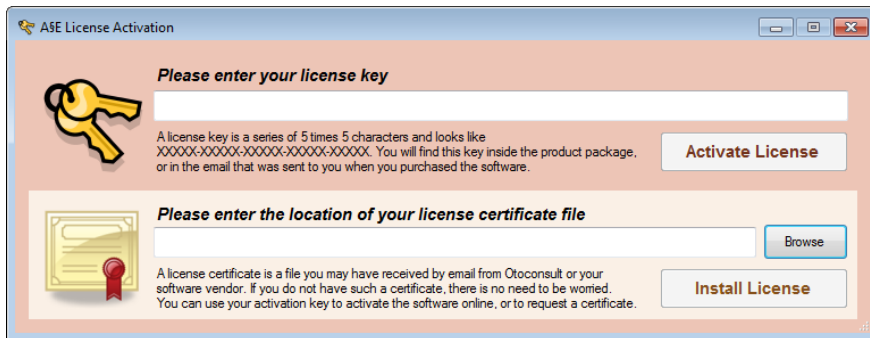 A§E License Activation
Please enter your license key
A license key is a series of 5 times 5 characters and looks like
XXXXX-XXXXX-XXXXX-XXXXX-XXXXX. You will find this key inside the product package,
or in the email that was sent to you when you purchased the software.
Activate License
Please enter the location of your license certificate file
Browse
A license certificate is a file you may have received by email from Otoconsult or your
software vendor. If you do not have such a certificate, there is no need to be worried.
You can use your activation key to activate the software online, or to request a certificate.
Install License